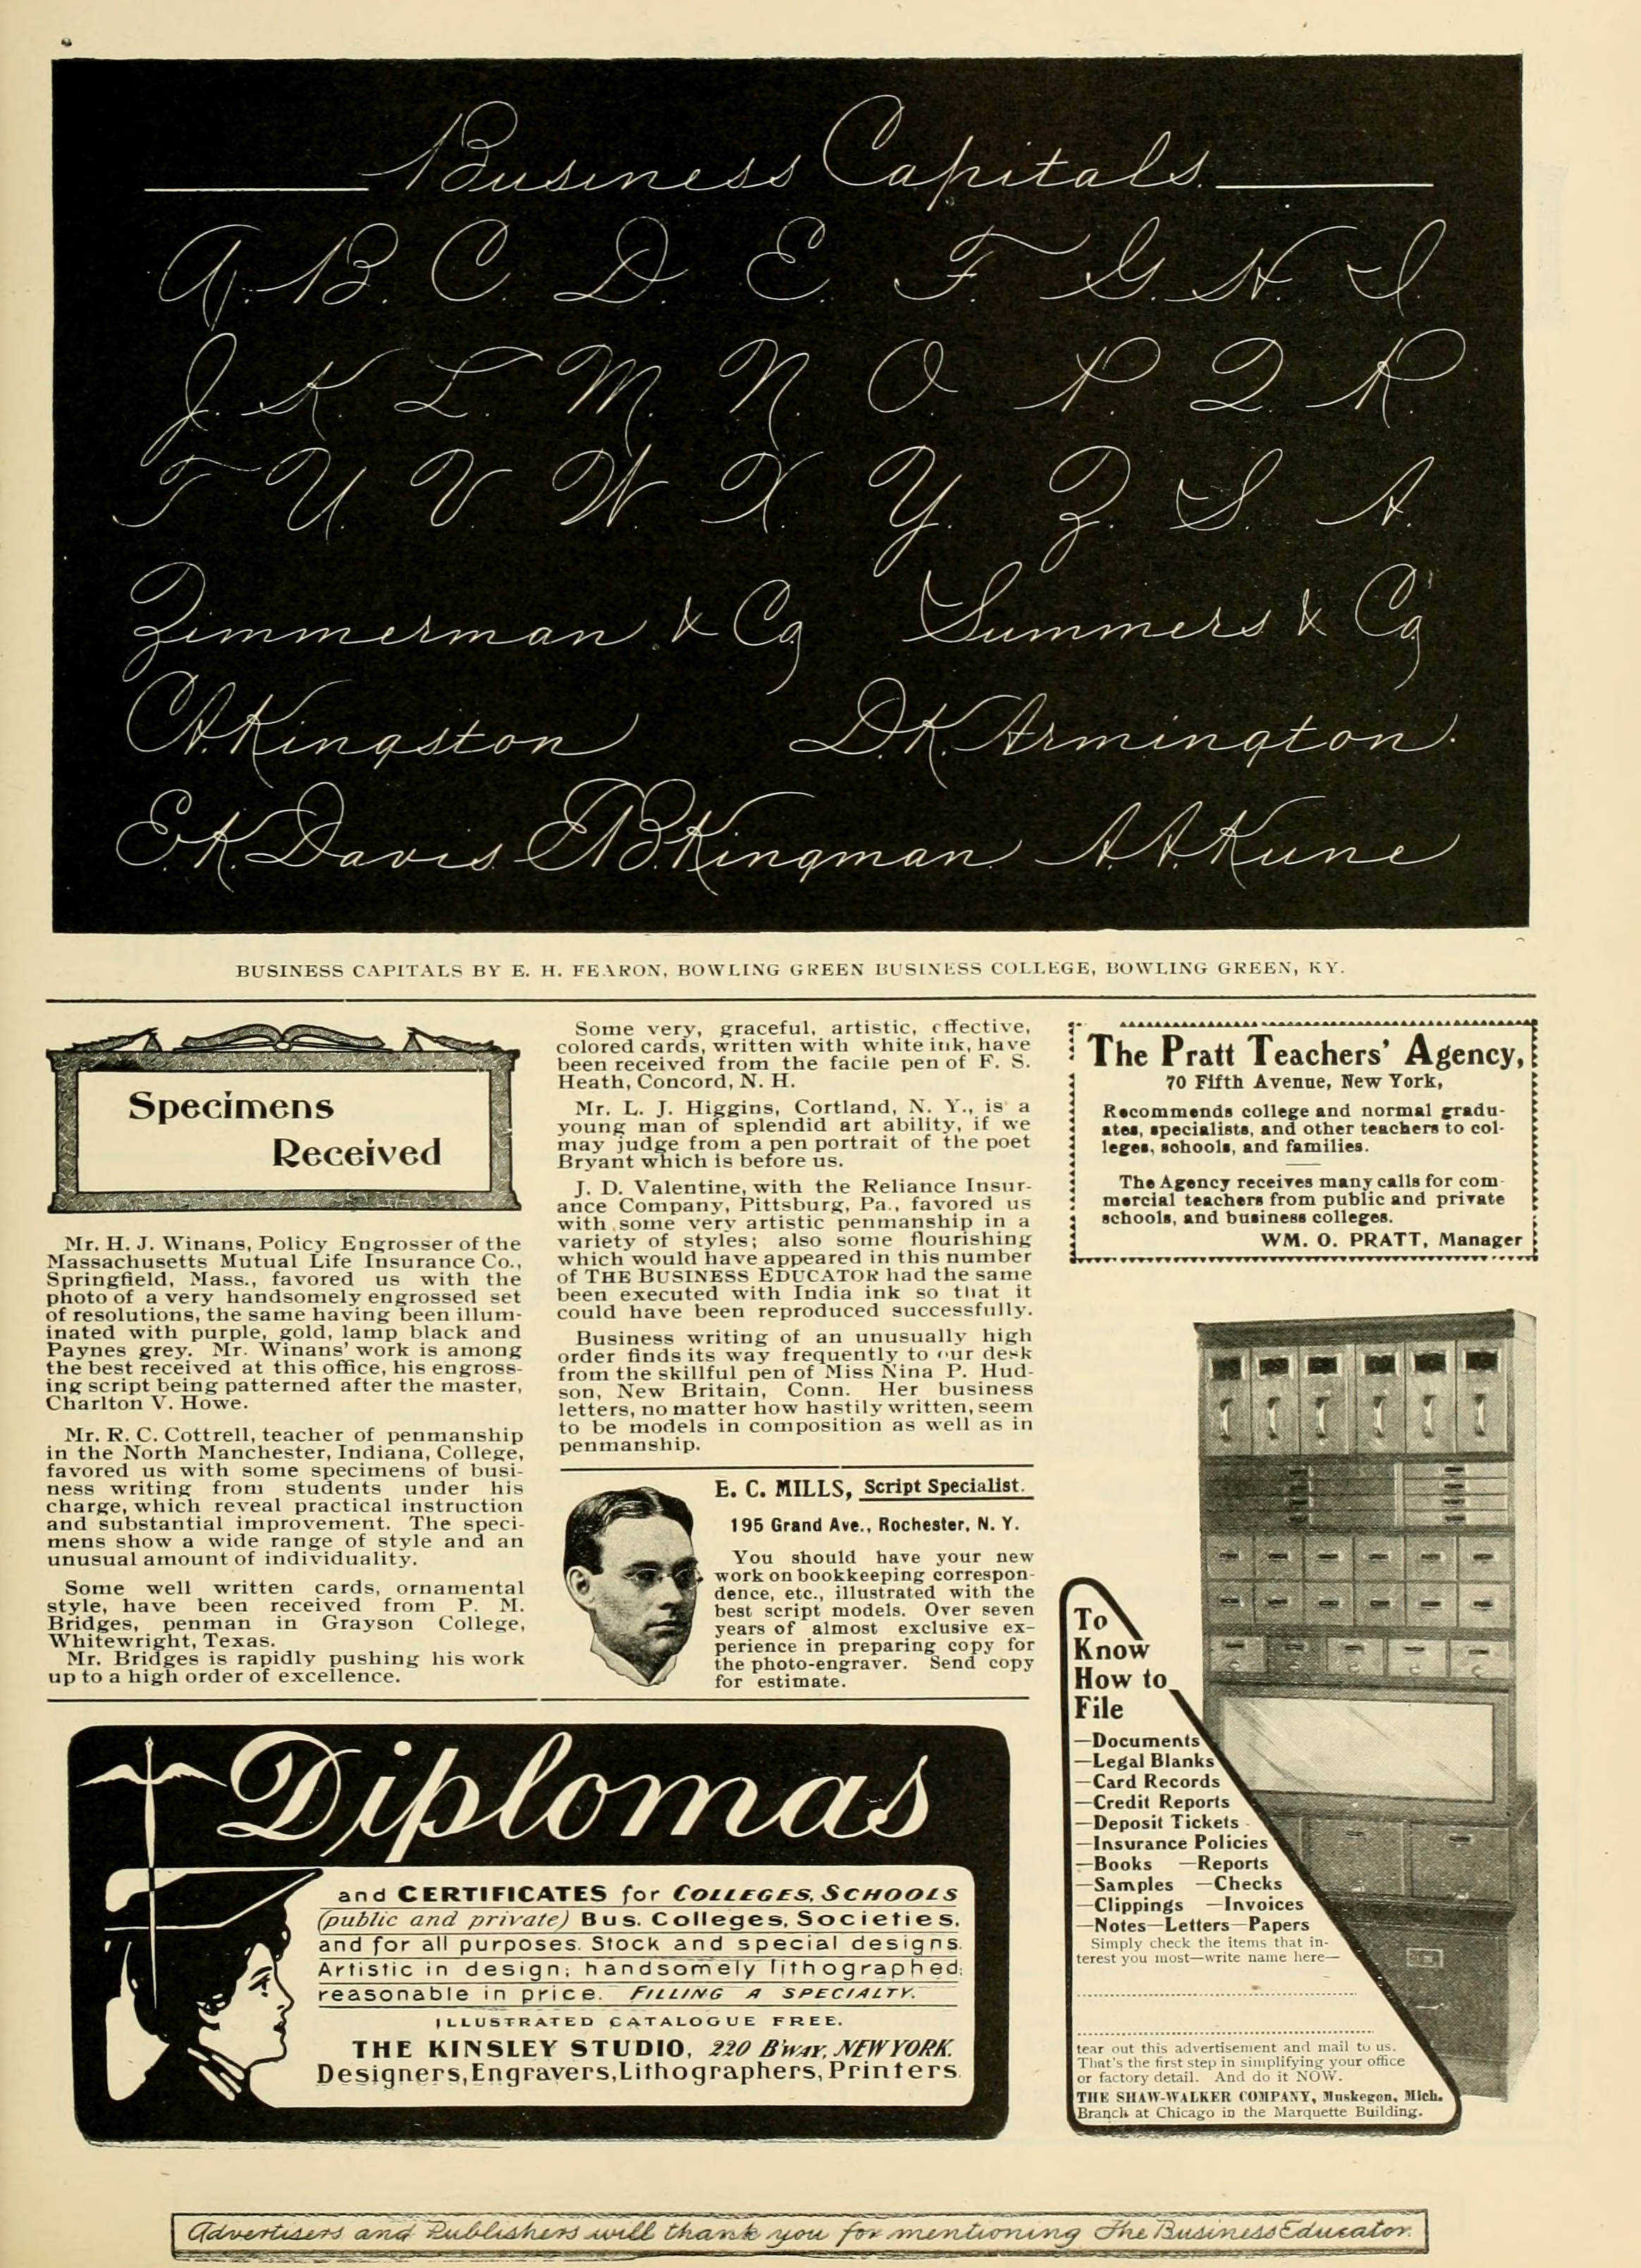 Business Capitals.
A. B. C. D. E. F. G. H. I.
J. K. L. M. N. O. P. Q. R.
T U. V. W. X. Y. Z. S. A.
Zimmerman & Co Summers & Co
C.A. Kingston D.K. Armington.
E.K. Davis. E.B. Kingman. A.A. Kune
BUSINESS CAPITALS BY E. H. FEARON, BOWLING GREEN BUSINESS COLLEGE, BOWLING GREEN, KY.
Specimens
Received
Mr. H. J. Winans, Policy Engrosser of the
Massachusetts Mutual Life Insurance Co.,
Springfield, Mass., favored us with the
photo of a very handsomely engrossed set
of resolutions, the same having been illum-
inated with purple, gold, lamp black and
Paynes grey. Mr. Winans' work is among
the best received at this office, his engross-
ing script being patterned after the master,
Charlton V. Howe.
Mr. R. C. Cottrell, teacher of penmanship
in the North Manchester, Indiana, College,
favored us with some specimens of busi-
ness writing from students under his
charge, which reveal practical instruction
and substantial improvement. The speci-
mens show a wide range of style and an
unusual amount of individuality.
Some well written cards, ornamental
style, have been received from P. M.
Bridges, penman in Grayson College,
Whitewright, Texas.
Mr. Bridges is rapidly pushing his work
up to a high order of excellence.
Some very, graceful, artistic, effective,
colored cards, written with white ink, have
been received from the facile pen of F. S.
Heath, Concord, N. H.
Mr. L. J. Higgins, Cortland, N. Y., is a
young man of splendid art ability, if we
may judge from a pen portrait of the poet
Bryant which is before us.
J. D. Valentine, with the Reliance Insur-
ance Company, Pittsburg, Pa., favored us
with some very artistic penmanship in a
variety of styles; also some flourishing
which would have appeared in this number
of THE BUSINESS EDUCATOR had the same
been executed with India ink so that it
could have been reproduced successfully.
Business writing of an unusually high
order finds its way frequently to our desk
from the skillful pen of Miss Nina P. Hud-
son, New Britain, Conn. Her business
letters, no matter how hastily written, seem
to be models in composition as well as in
penmanship.
E. C. MILLS, Script Specialist.
195 Grand Ave., Rochester, N. Y.
You should have your new
work on bookkeeping correspon-
dence, etc., illustrated with the
best script models. Over seven
years of almost exclusive ex-
perience in preparing copy for
the photo-engraver. Send copy
for estimate.
The Pratt Teachers' Agency,
70 Fifth Avenue, New York,
Recommends college and normal gradu-
ates, specialists, and other teachers to col-
leges, schools, and families.
The Agency receives many calls for com-
mercial teachers from public and private
schools, and business colleges.
WM. O. PRATT, Manager
Diplomas
and CERTIFICATES for COLLEGES, SCHOOLS
(public and private) Bus. Colleges, Societies,
and for all purposes. Stock and special designs.
Artistic in design; handsomely lithographed;
reasonable in price. FILLING A SPECIALTY.
ILLUSTRATED CATALOGUE FREE.
THE KINSLEY STUDIO, 220 B'WAY, NEW YORK.
Designers, Engravers, Lithographers, Printers.
To
Know
How to
File
—Documents
—Legal Blanks
—Card Records
—Credit Reports
—Deposit Tickets
—Insurance Policies
—Books —Reports
—Samples —Checks
—Clippings —Invoices
—Notes—Letters—Papers
Simply check the items that in-
terest you most—write name here—
tear out this advertisement and mail to us.
That's the first step in simplifying your office
or factory detail. And do it NOW.
THE SHAW-WALKER COMPANY, Muskegon, Mich.
Branch at Chicago in the Marquette Building.
Advertisers and Publishers will thank you for mentioning The Business Educator.